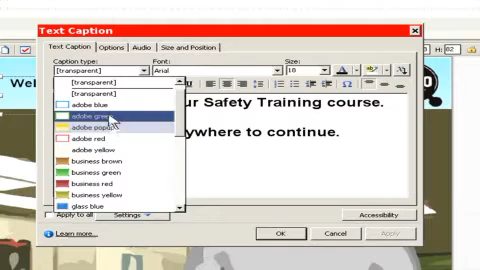 Text Caption
Text Caption Options Audio Size and Position
Caption type: Font: Size:
[transparent] Arial 18
[transparent]
[transparent]
adobe blue
adobe green
adobe popup
adobe red
adobe yellow
business brown
business green
business red
business yellow
glass blue
ur Safety Training course.
ywhere to continue.
Apply to all Settings Accessibility
Learn more... OK Cancel Apply
Wel
H: 82